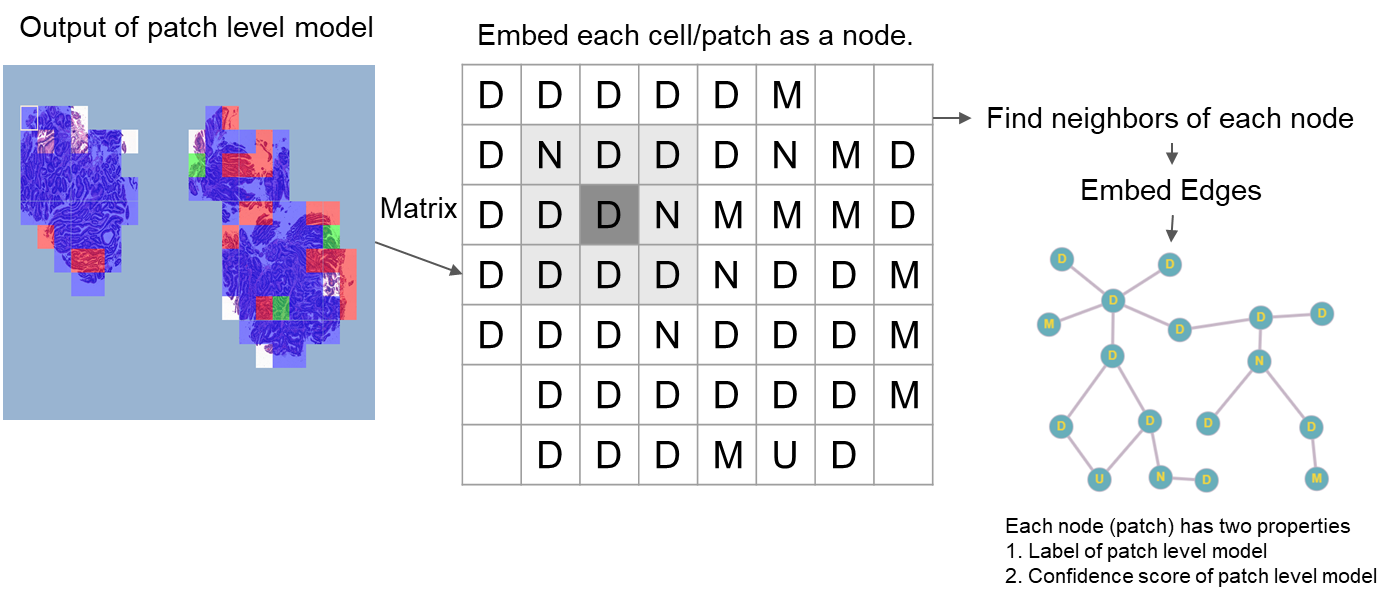 Output of patch level model
Embed each cell/patch as a node.
Matrix
D D D D D M
D N D D D N M D
D D D N M M M D
D D D D N D D M
D D D N D D D M
D D D D D D M
D D D M U D
Find neighbors of each node
Embed Edges
D D
D
M D D D
D N
D D D D
U N D M
Each node (patch) has two properties
1. Label of patch level model
2. Confidence score of patch level model